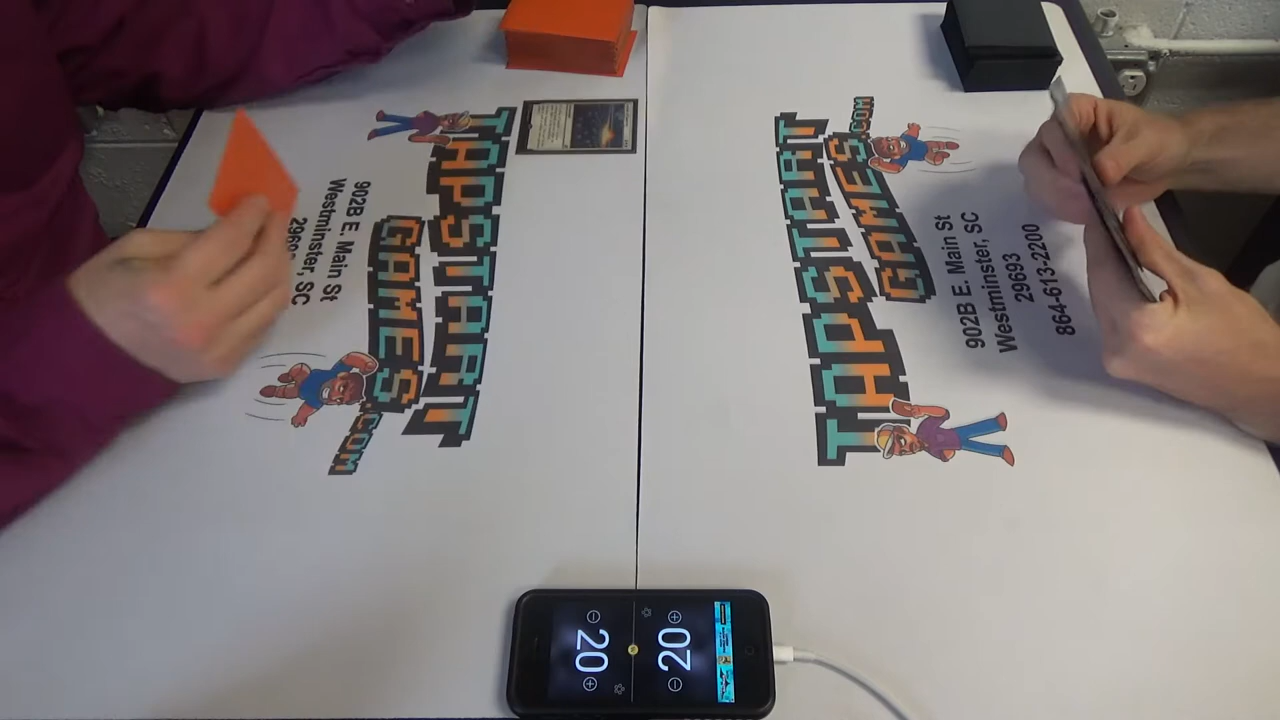 TAPSTART
GAMES.COM
902B E. Main St
Westminster, SC
TAPSTART
GAMES.COM
902B E. Main St
Westminster, SC
29693
864-613-2200
20
20